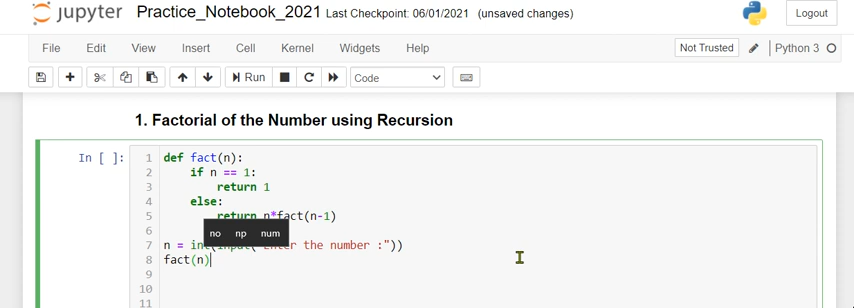 jupyter Practice_Notebook_2021 Last Checkpoint: 06/01/2021 (unsaved changes) Logout
File Edit View Insert Cell Kernel Widgets Help Not Trusted Python 3
Run Code
1. Factorial of the Number using Recursion
In [ ]: 1 def fact(n):
2 if n == 1:
3 return 1
4 else:
5 return n*fact(n-1)
6
no np num
7 n = int(input("Enter the number :"))
8 fact(n)
9
10
11